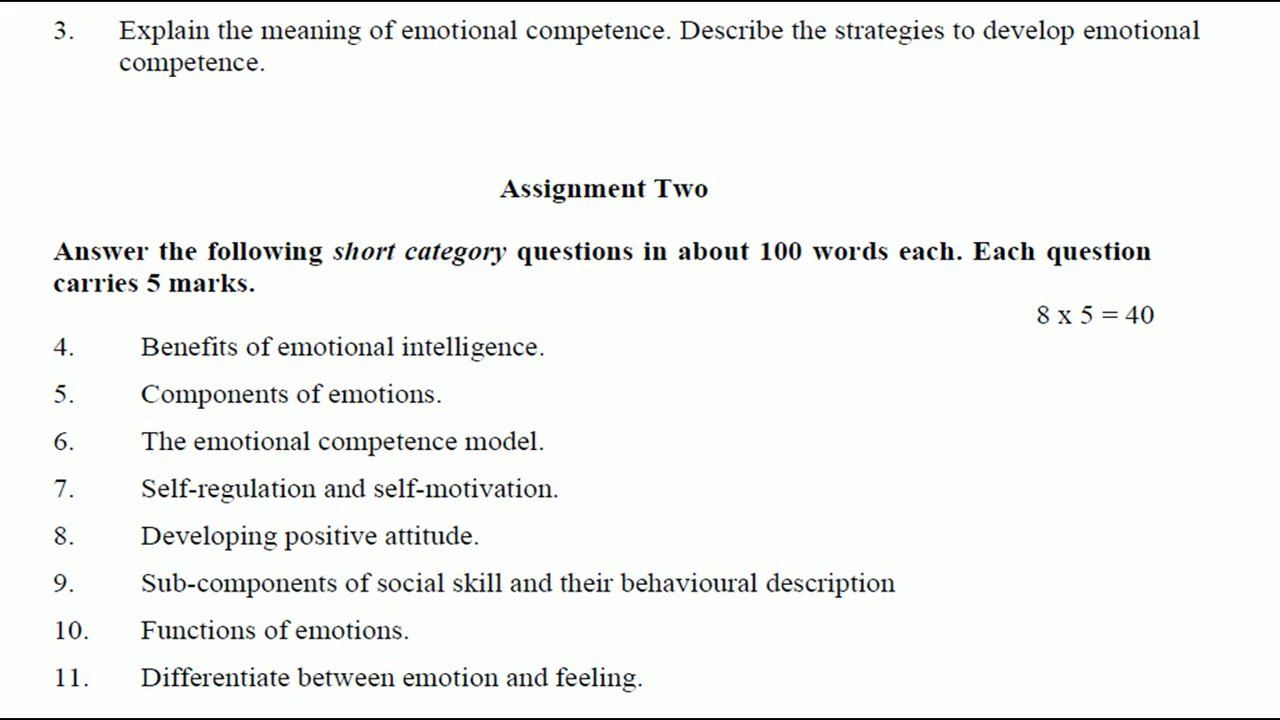 3. Explain the meaning of emotional competence. Describe the strategies to develop emotional
competence.
Assignment Two
Answer the following short category questions in about 100 words each. Each question
carries 5 marks.
8 x 5 = 40
4. Benefits of emotional intelligence.
5. Components of emotions.
6. The emotional competence model.
7. Self-regulation and self-motivation.
8. Developing positive attitude.
9. Sub-components of social skill and their behavioural description
10. Functions of emotions.
11. Differentiate between emotion and feeling.